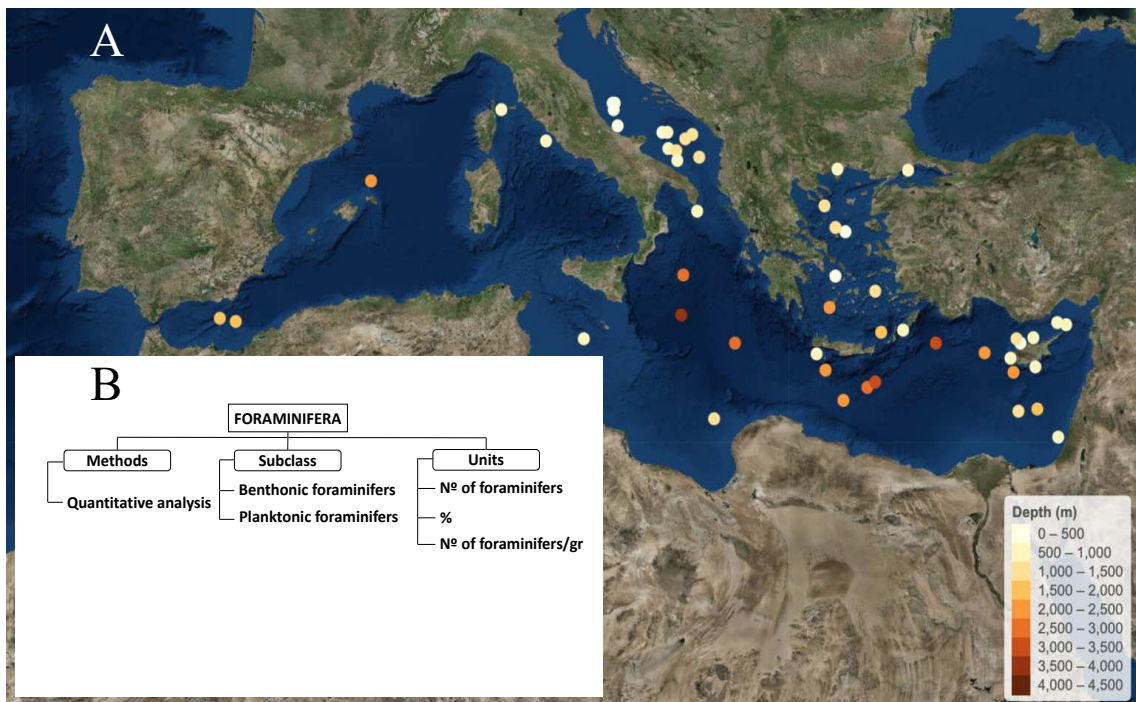 A
B
FORAMINIFERA
Methods
Subclass
Units
Quantitative analysis
Benthonic foraminifers
Planktonic foraminifers
Nº of foraminifers
%
Nº of foraminifers/gr
Depth (m)
0 – 500
500 – 1,000
1,000 – 1,500
1,500 – 2,000
2,000 – 2,500
2,500 – 3,000
3,000 – 3,500
3,500 – 4,000
4,000 – 4,500